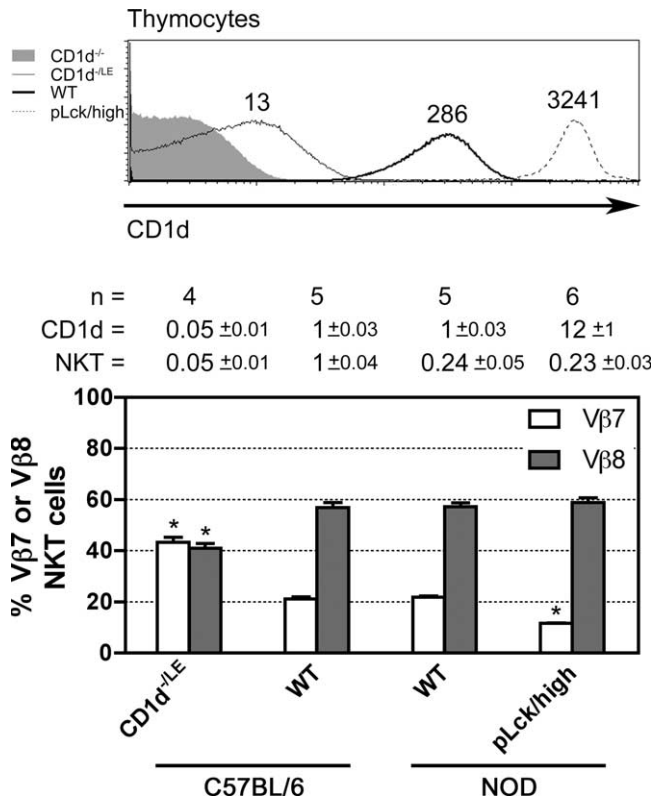 Thymocytes
CD1d-/-
CD1d-/LE
WT
pLck/high
13
286
3241
CD1d
n = 4 5 5 6
CD1d = 0.05 ±0.01 1 ±0.03 1 ±0.03 12 ±1
NKT = 0.05 ±0.01 1 ±0.04 0.24 ±0.05 0.23 ±0.03
% Vβ7 or Vβ8
NKT cells
100
80
60
40
20
0
Vβ7
Vβ8
* *
*
CD1d-/LE
WT
WT
pLck/high
C57BL/6
NOD